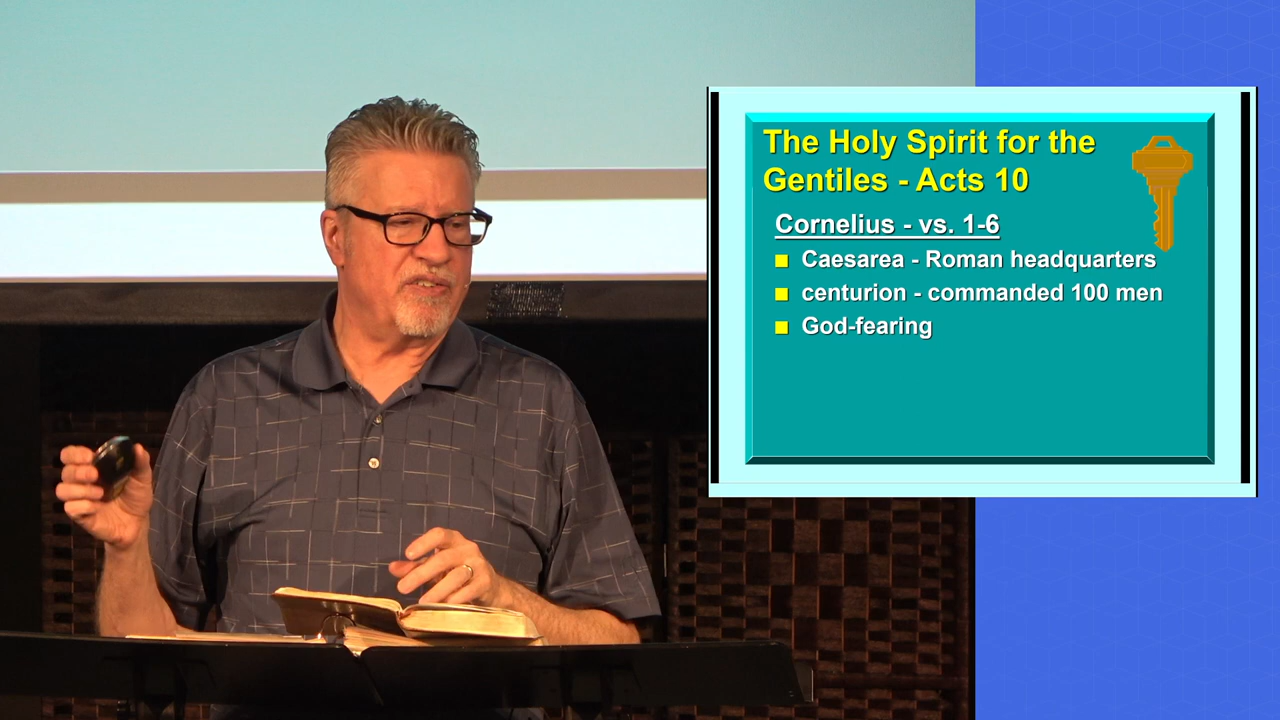 The Holy Spirit for the
Gentiles - Acts 10
Cornelius - vs. 1-6
Caesarea - Roman headquarters
centurion - commanded 100 men
God-fearing